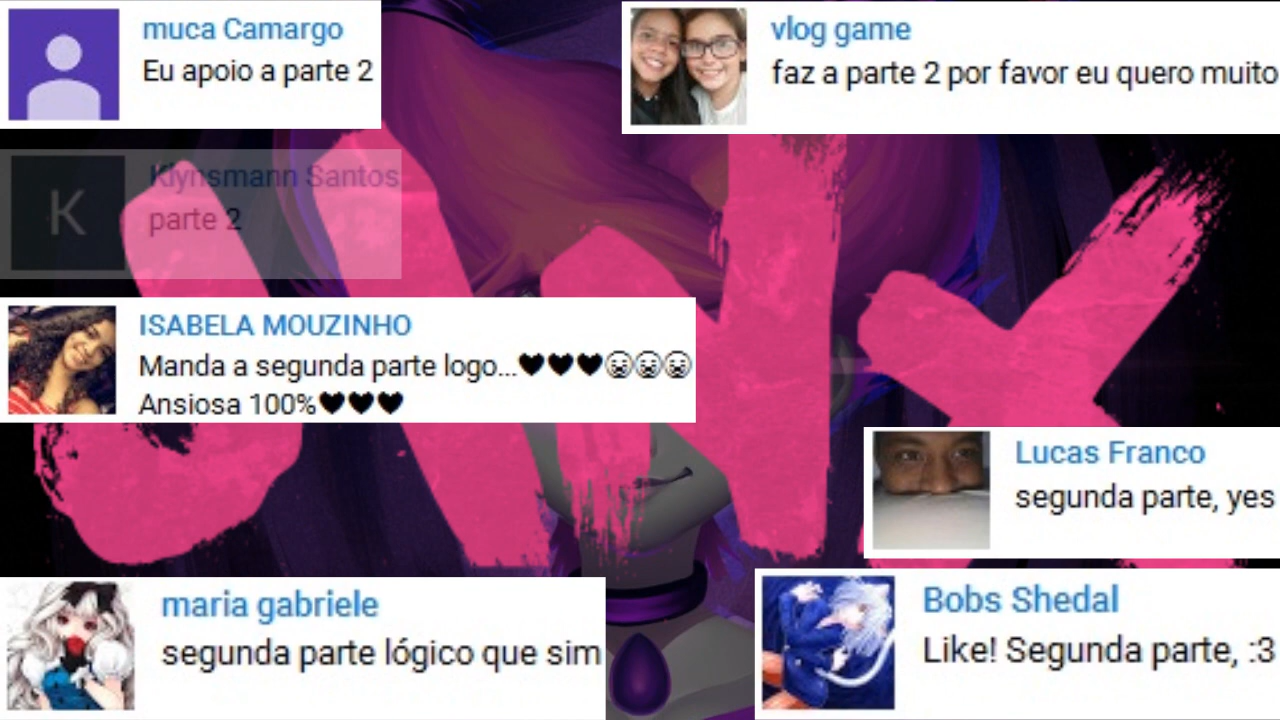 muca Camargo
Eu apoio a parte 2
vlog game
faz a parte 2 por favor eu quero muito
K
Klynsmann Santos
parte 2
ISABELA MOUZINHO
Manda a segunda parte logo...♥♥♥😭😭😭
Ansiosa 100%♥♥♥
Lucas Franco
segunda parte, yes
maria gabriele
segunda parte lógico que sim
Bobs Shedal
Like! Segunda parte, :3